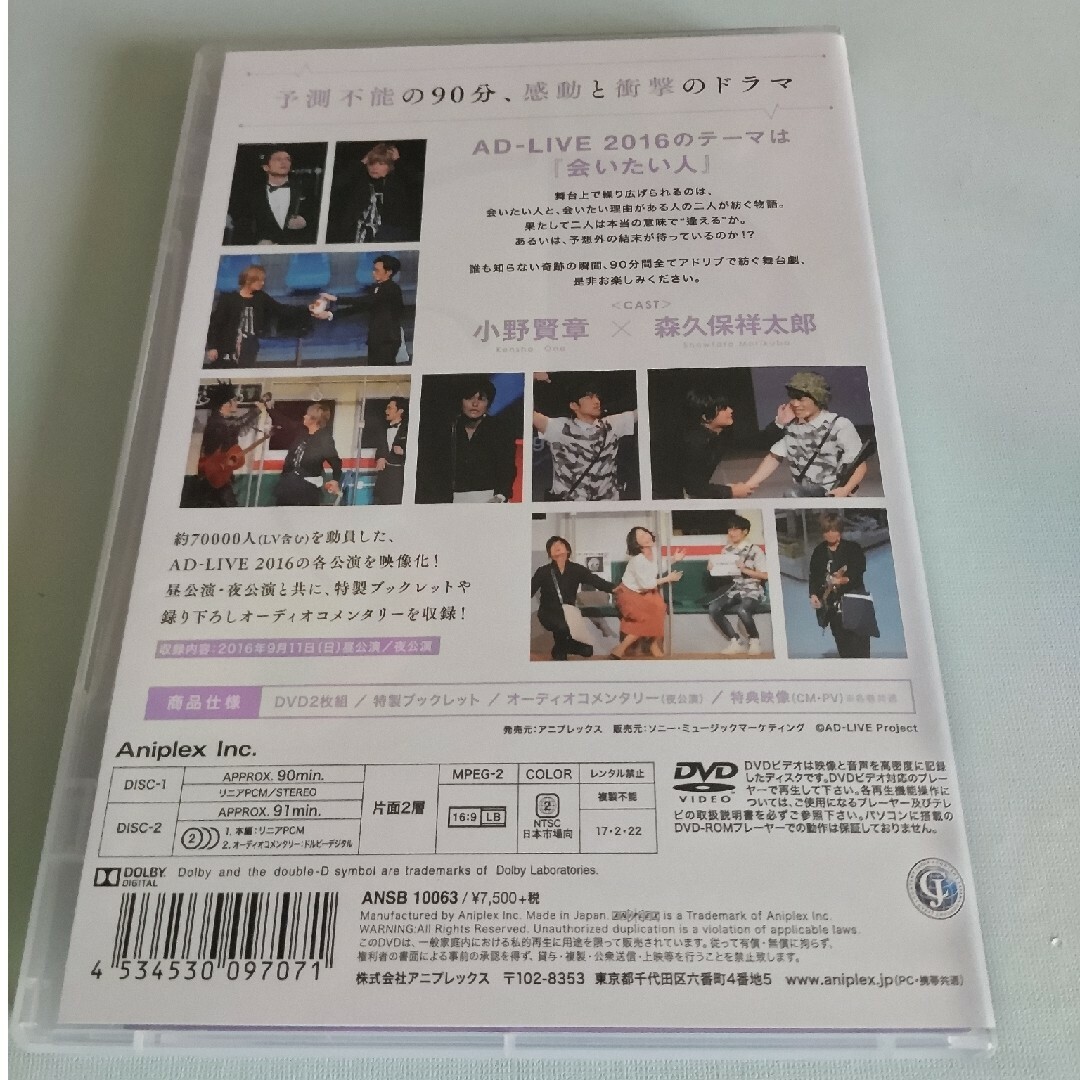 予測不能の90分、感動と衝撃のドラマ
AD-LIVE 2016のテーマは
『会いたい人』
舞台上で繰り広げられるのは、
会いたい人と、会いたい理由がある人の二人が紡ぐ物語。
果たして二人は本当の意味で“逢える”か。
あるいは、予想外の結末が待っているのか!?
誰も知らない奇跡の瞬間、90分間全てアドリブで紡ぐ舞台劇、
是非お楽しみください。
<CAST>
小野賢章 × 森久保祥太郎
Kensho Ono Showtaro Morikubo
約70000人(LV含む)を動員した、
AD-LIVE 2016の各公演を映像化!
昼公演・夜公演と共に、特製ブックレットや
録り下ろしオーディオコメンタリーを収録!
収録内容:2016年9月11日(日)昼公演/夜公演
商品仕様 DVD2枚組 / 特製ブックレット / オーディオコメンタリー(夜公演) / 特典映像(CM・PV)※各巻共通
発売元:アニプレックス 販売元:ソニー・ミュージックマーケティング ©AD-LIVE Project
Aniplex Inc.
DISC-1 APPROX. 90min.
リニアPCM/STEREO
DISC-2 APPROX. 91min.
2 1. 本編:リニアPCM
2. オーディオコメンタリー:ドルビーデジタル
片面2層
MPEG-2 COLOR レンタル禁止
複製不能
16:9 LB 2 NTSC 日本市場向 17・2・22
DVD VIDEO
DVDビデオは映像と音声を高密度に記録
したディスクです。DVDビデオ対応のプレー
ヤーで再生して下さい。各再生機能操作に
ついては、ご使用になるプレーヤー及びテレ
ビの取扱説明書を必ずご参照下さい。パソコンに搭載の
DVD-ROMプレーヤーでの動作は保証しておりません。
DOLBY DIGITAL Dolby and the double-D symbol are trademarks of Dolby Laboratories.
ANSB 10063 / ¥7,500+税
Manufactured by Aniplex Inc. Made in Japan. ANIPLEX is a Trademark of Aniplex Inc.
WARNING:All Rights Reserved. Unauthorized duplication is a violation of applicable laws.
このDVDは、一般家庭内における私的再生に用途を限って販売されています。従って有償・無償に拘らず、
権利者の書面による事前の承認を得ず、貸与・複製・公衆送信・上映等を行うことを禁止致します。
株式会社アニプレックス 〒102-8353 東京都千代田区六番町4番地5 www.aniplex.jp(PC・携帯共通)
4 534530 097071